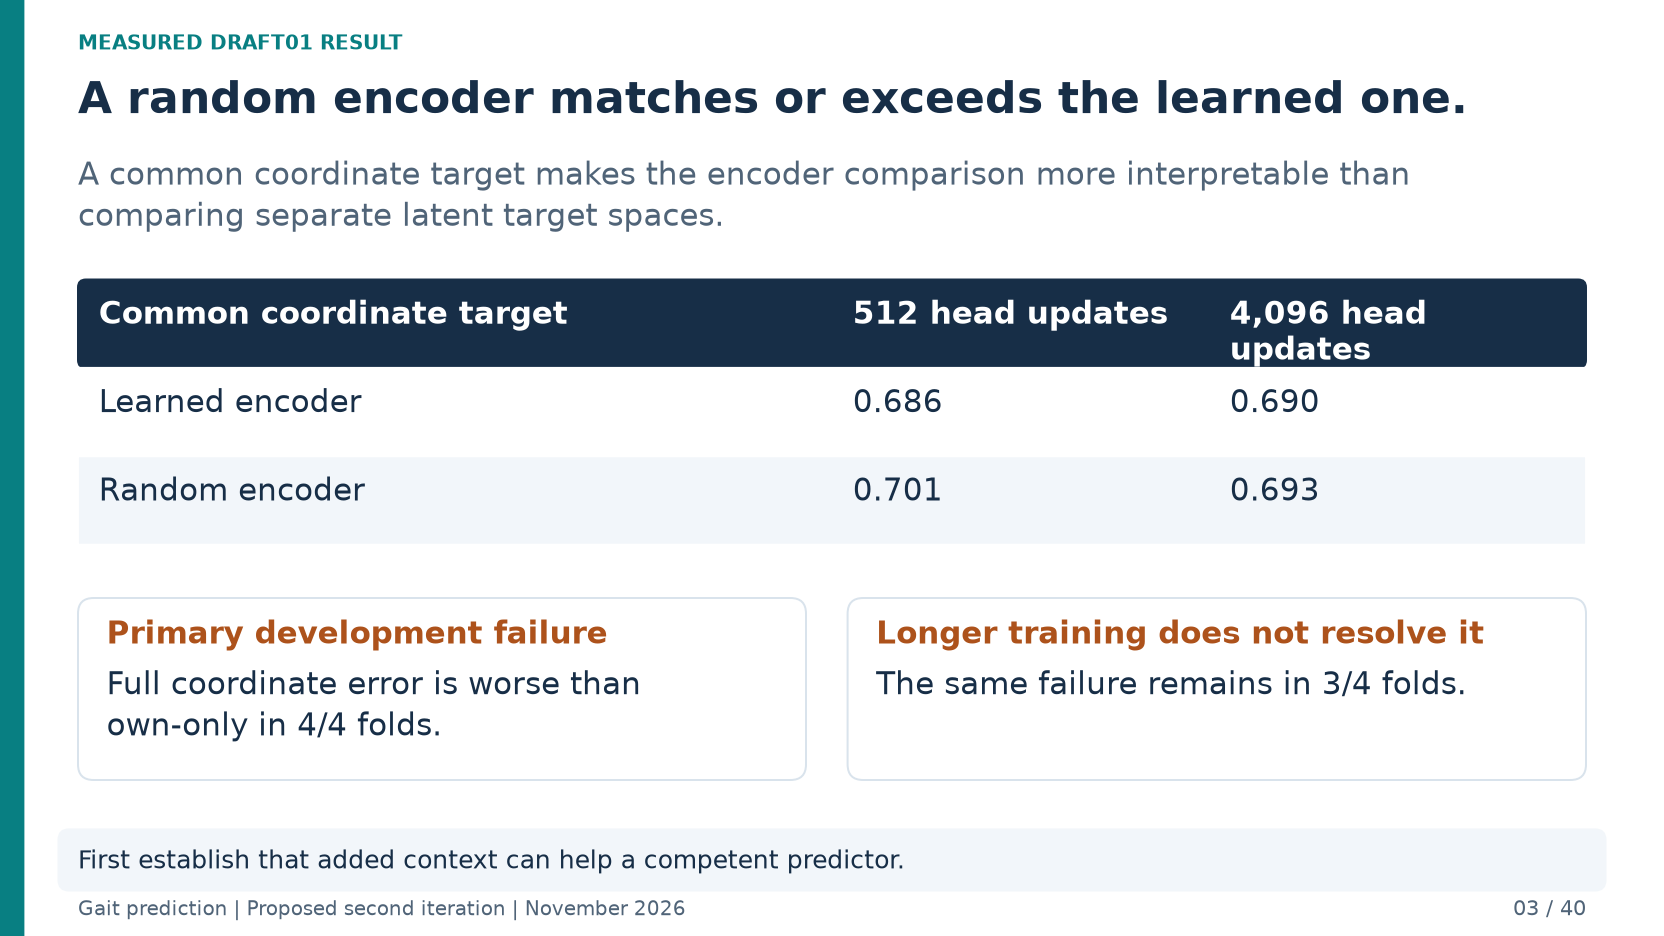 MEASURED DRAFT01 RESULT
A random encoder matches or exceeds the learned one.
A common coordinate target makes the encoder comparison more interpretable than
comparing separate latent target spaces.
Common coordinate target 512 head updates 4,096 head
updates
Learned encoder 0.686 0.690
Random encoder 0.701 0.693
Primary development failure
Full coordinate error is worse than
own-only in 4/4 folds.
Longer training does not resolve it
The same failure remains in 3/4 folds.
First establish that added context can help a competent predictor.
Gait prediction | Proposed second iteration | November 2026 03 / 40